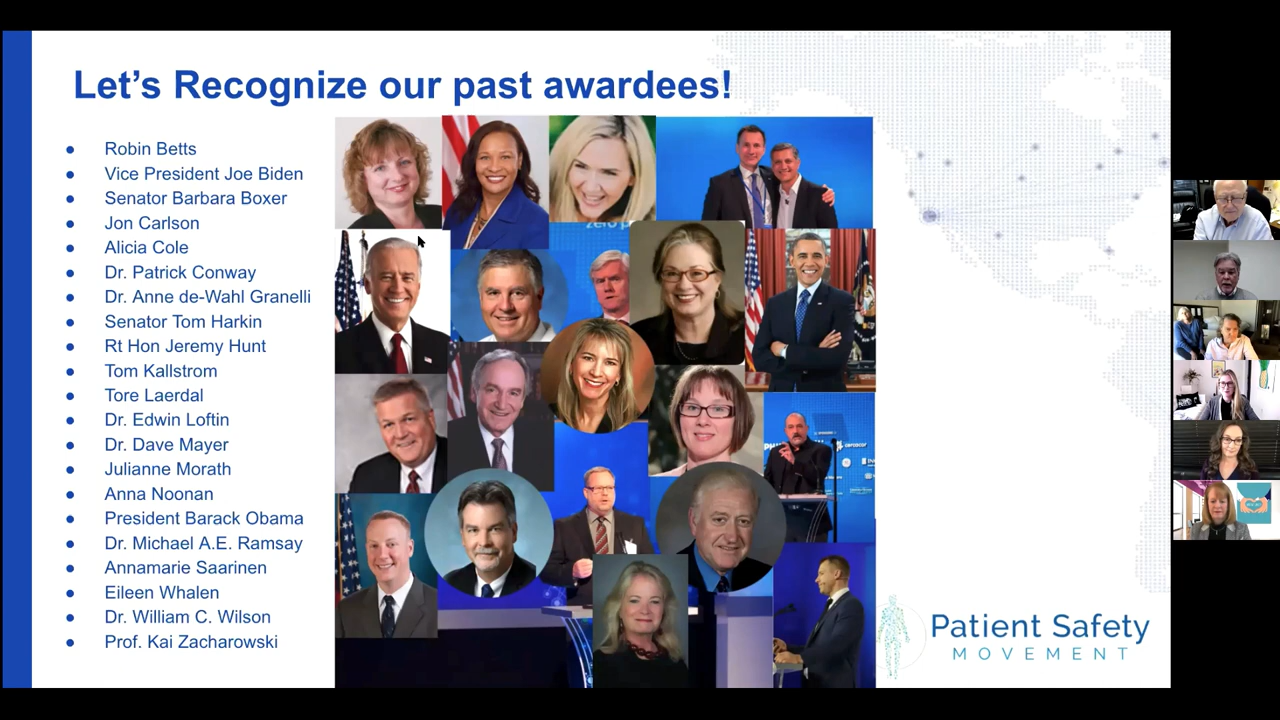 Let's Recognize our past awardees!
Robin Betts
Vice President Joe Biden
Senator Barbara Boxer
Jon Carlson
Alicia Cole
Dr. Patrick Conway
Dr. Anne de-Wahl Granelli
Senator Tom Harkin
Rt Hon Jeremy Hunt
Tom Kallstrom
Tore Laerdal
Dr. Edwin Loftin
Dr. Dave Mayer
Julianne Morath
Anna Noonan
President Barack Obama
Dr. Michael A.E. Ramsay
Annamarie Saarinen
Eileen Whalen
Dr. William C. Wilson
Prof. Kai Zacharowski
Patient Safety
MOVEMENT